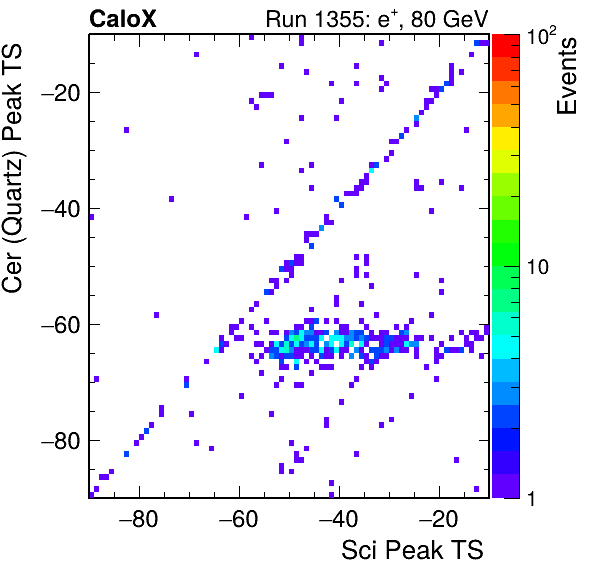 CaloX
Run 1355: e⁺, 80 GeV
Cer (Quartz) Peak TS
−20
−40
−60
−80
−80
−60
−40
−20
Sci Peak TS
10²
10
1
Events